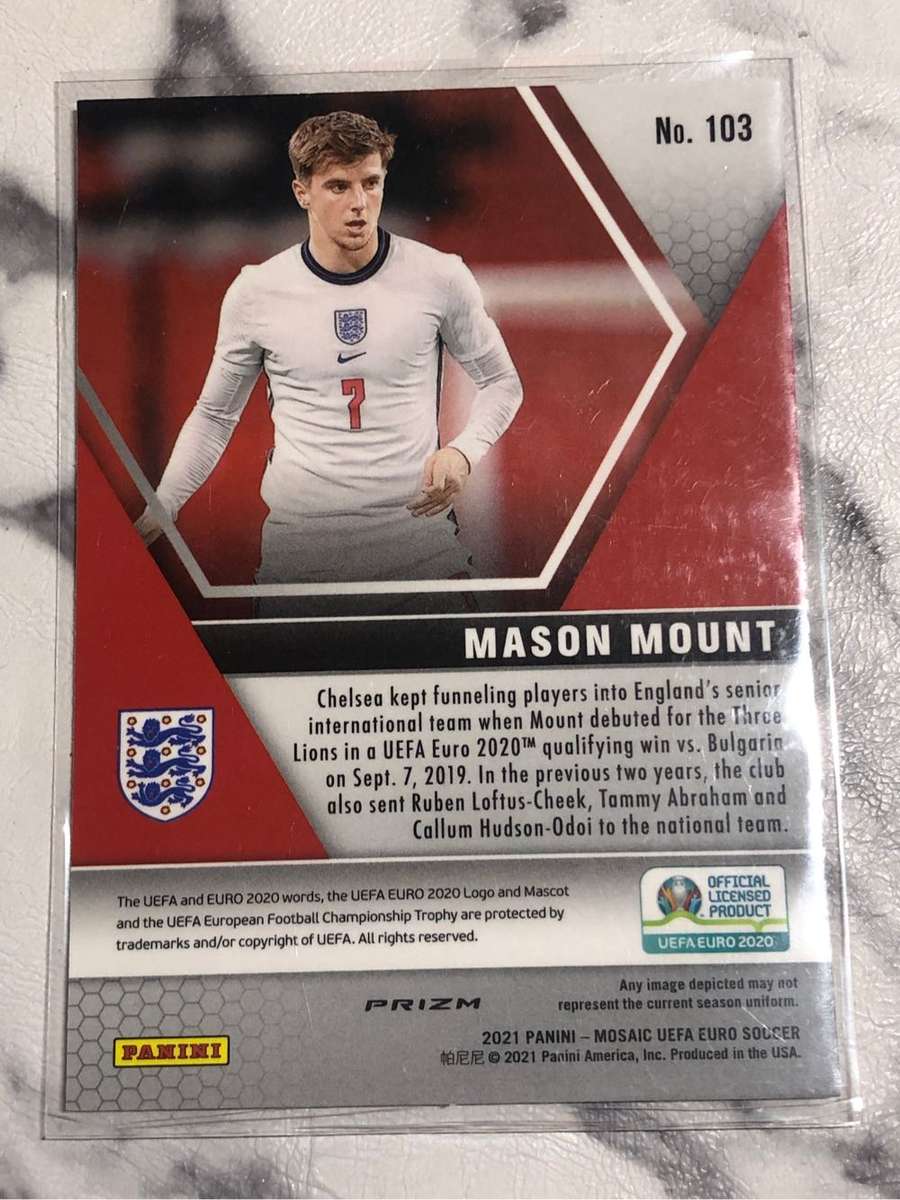 No. 103
7
MASON MOUNT
Chelsea kept funneling players into England's senior
international team when Mount debuted for the Three
Lions in a UEFA Euro 2020™ qualifying win vs. Bulgaria
on Sept. 7, 2019. In the previous two years, the club
also sent Ruben Loftus-Cheek, Tammy Abraham and
Callum Hudson-Odoi to the national team.
The UEFA and EURO 2020 words, the UEFA EURO 2020 Logo and Mascot
and the UEFA European Football Championship Trophy are protected by
trademarks and/or copyright of UEFA. All rights reserved.
OFFICIAL
LICENSED
PRODUCT
UEFA EURO 2020
Any image depicted may not
represent the current season uniform.
PRIZM
PANINI
2021 PANINI – MOSAIC UEFA EURO SOCCER
帕尼尼 © 2021 Panini America, Inc. Produced in the USA.